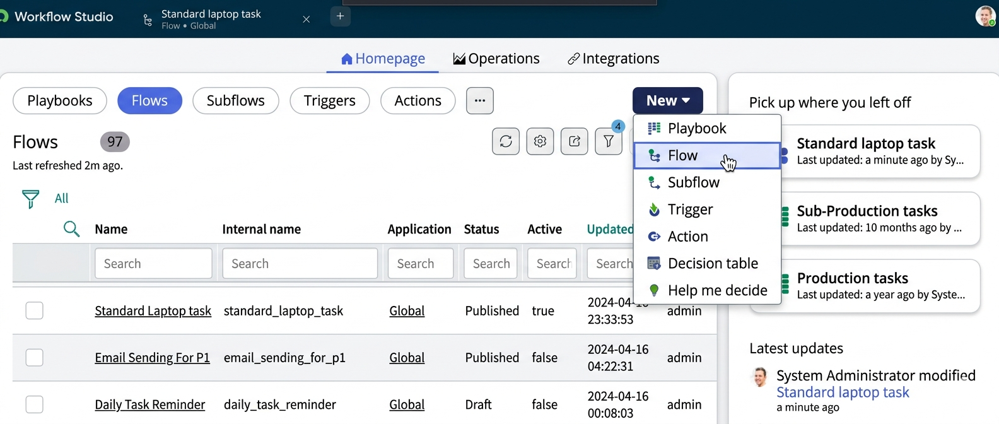 Workflow Studio
Standard laptop task
Flow • Global
+
Homepage
Operations
Integrations
Playbooks
Flows
Subflows
Triggers
Actions
...
New
Playbook
Flow
Subflow
Trigger
Action
Decision table
Help me decide
Flows 97
Last refreshed 2m ago.
4
All
Name Internal name Application Status Active Updated
Search Search Search Search Search Search
Standard Laptop task standard_laptop_task Global Published true 2024-04- admin
23:33:53
Email Sending For P1 email_sending_for_p1 Global Published false 2024-04-16 admin
04:22:31
Daily Task Reminder daily_task_reminder Global Draft false 2024-04-16 admin
00:08:03
Pick up where you left off
Standard laptop task
Last updated: a minute ago by Sy...
Sub-Production tasks
Last updated: 10 months ago by ...
Production tasks
Last updated: a year ago by Syste...
Latest updates
System Administrator modified
Standard laptop task
a minute ago